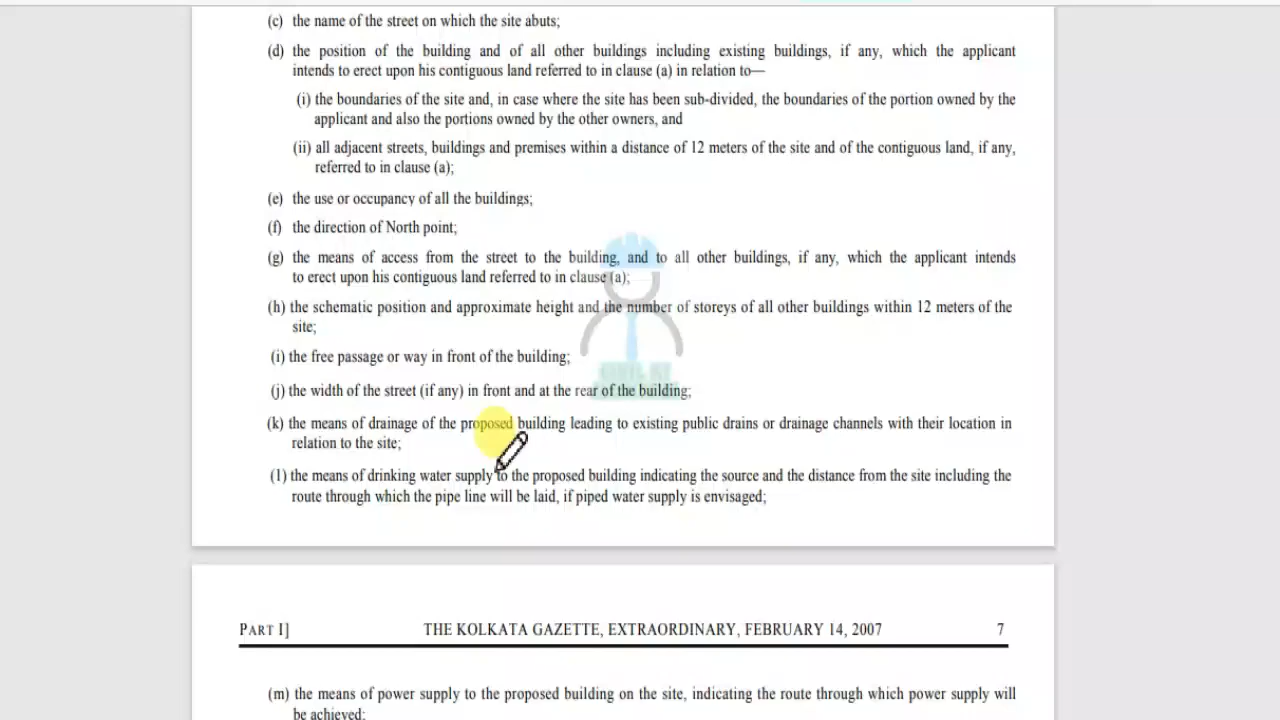 (c) the name of the street on which the site abuts;
(d) the position of the building and of all other buildings including existing buildings, if any, which the applicant
intends to erect upon his contiguous land referred to in clause (a) in relation to—
(i) the boundaries of the site and, in case where the site has been sub-divided, the boundaries of the portion owned by the
applicant and also the portions owned by the other owners, and
(ii) all adjacent streets, buildings and premises within a distance of 12 meters of the site and of the contiguous land, if any,
referred to in clause (a);
(e) the use or occupancy of all the buildings;
(f) the direction of North point;
(g) the means of access from the street to the building, and to all other buildings, if any, which the applicant intends
to erect upon his contiguous land referred to in clause (a);
(h) the schematic position and approximate height and the number of storeys of all other buildings within 12 meters of the
site;
(i) the free passage or way in front of the building;
(j) the width of the street (if any) in front and at the rear of the building;
(k) the means of drainage of the proposed building leading to existing public drains or drainage channels with their location in
relation to the site;
(l) the means of drinking water supply to the proposed building indicating the source and the distance from the site including the
route through which the pipe line will be laid, if piped water supply is envisaged;
PART I] THE KOLKATA GAZETTE, EXTRAORDINARY, FEBRUARY 14, 2007 7
(m) the means of power supply to the proposed building on the site, indicating the route through which power supply will
be achieved;